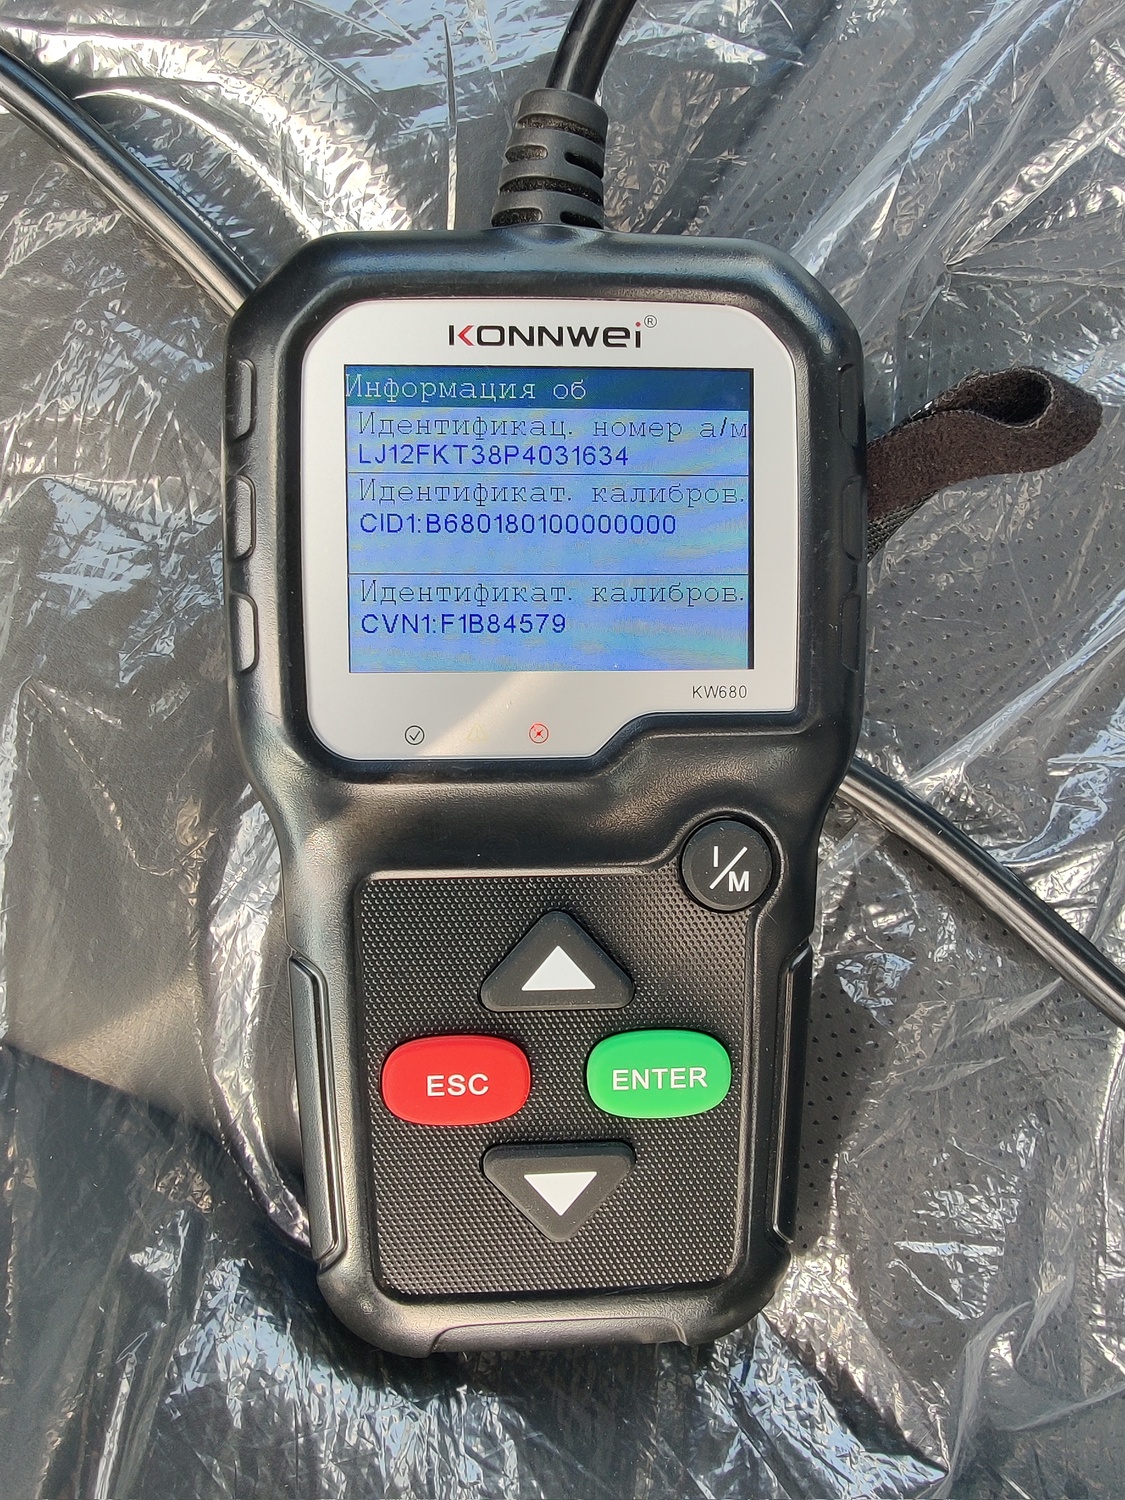 KONNWEI®
Информация об
Идентификац. номер а/м
LJ12FKT38P4031634
Идентификат. калибров.
CID1:B680180100000000
Идентификат. калибров.
CVN1:F1B84579
KW680
I/M
ESC
ENTER